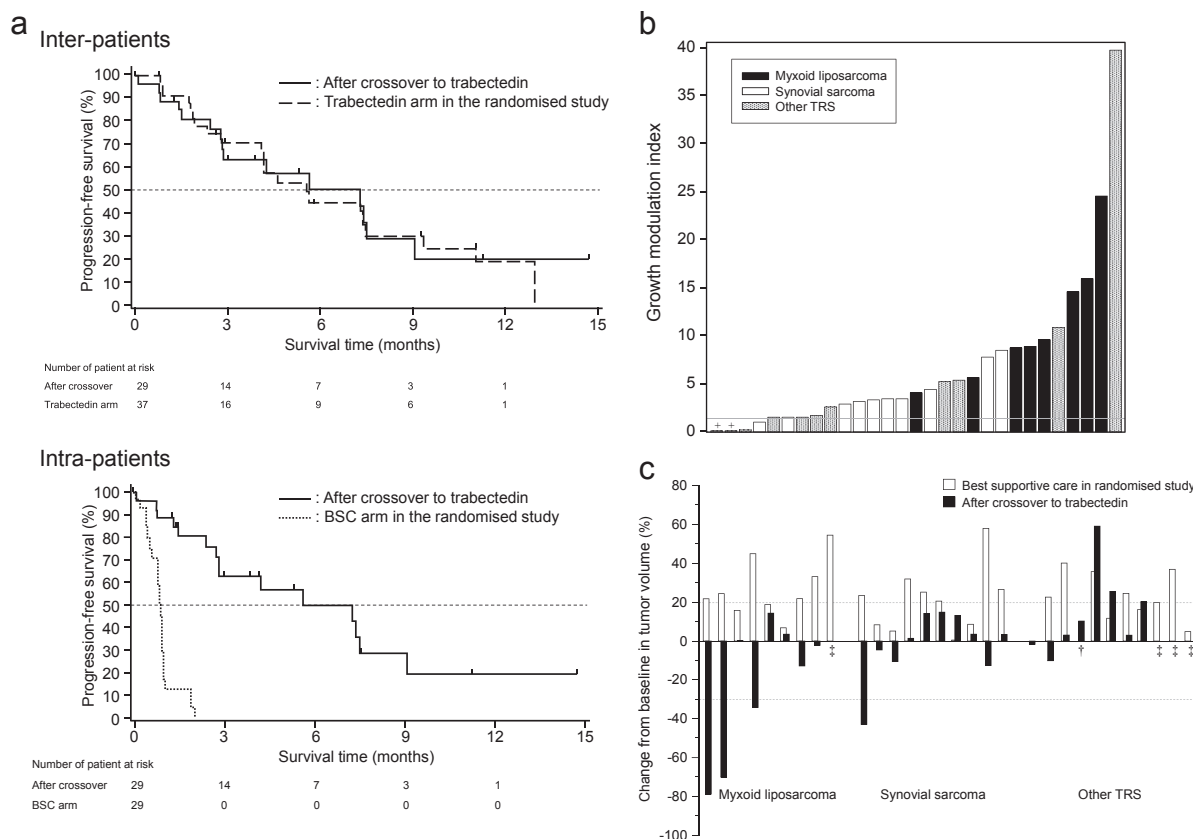 a
Inter-patients
100
90
80
70
60
50
40
30
20
10
0
Progression-free survival (%)
: After crossover to trabectedin
: Trabectedin arm in the randomised study
0 3 6 9 12 15
Survival time (months)
Number of patient at risk
After crossover 29 14 7 3 1
Trabectedin arm 37 16 9 6 1
Intra-patients
100
90
80
70
60
50
40
30
20
10
0
Progression-free survival (%)
: After crossover to trabectedin
: BSC arm in the randomised study
0 3 6 9 12 15
Survival time (months)
Number of patient at risk
After crossover 29 14 7 3 1
BSC arm 29 0 0 0 0
b
40
35
30
25
20
15
10
5
0
Growth modulation index
Myxoid liposarcoma
Synovial sarcoma
Other TRS
+ +
c
80
60
40
20
0
-20
-40
-60
-80
-100
Change from baseline in tumor volume (%)
Best supportive care in randomised study
After crossover to trabectedin
‡ † ‡ ‡ ‡
Myxoid liposarcoma Synovial sarcoma Other TRS